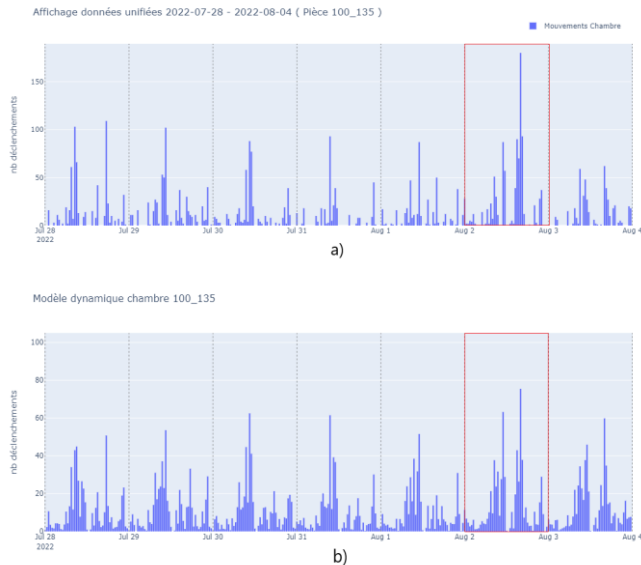 Affichage données unifiées 2022-07-28 - 2022-08-04 ( Pièce 100_135 )
Mouvements Chambre
nb déclenchements
150
100
50
0
Jul 28 Jul 29 Jul 30 Jul 31 Aug 1 Aug 2 Aug 3 Aug 4
2022
a)
Modèle dynamique chambre 100_135
nb déclenchements
100
80
60
40
20
0
Jul 28 Jul 29 Jul 30 Jul 31 Aug 1 Aug 2 Aug 3 Aug 4
2022
b)